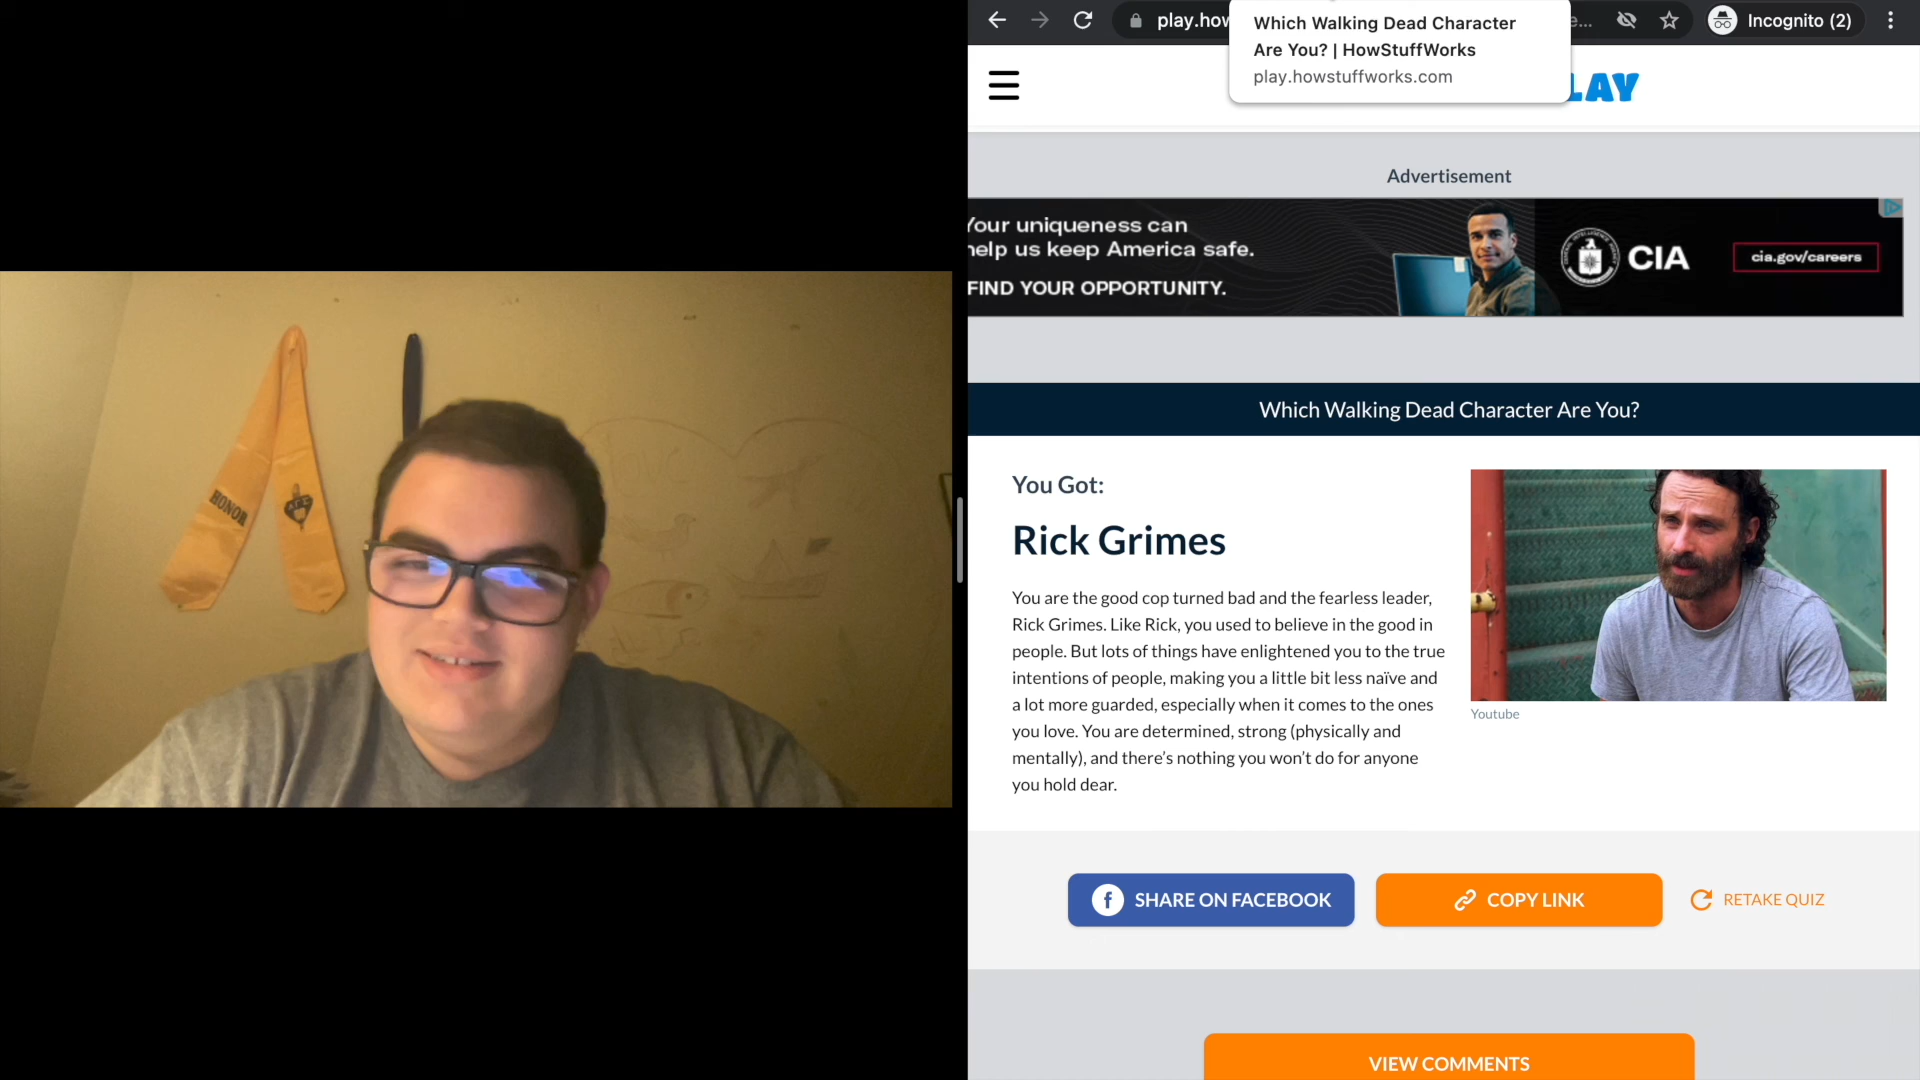 HONOR
play.how
Which Walking Dead Character
Are You? | HowStuffWorks
play.howstuffworks.com
e...
Incognito (2)
LAY
Advertisement
Your uniqueness can
help us keep America safe.
FIND YOUR OPPORTUNITY.
CIA
cia.gov/careers
Which Walking Dead Character Are You?
You Got:
Rick Grimes
You are the good cop turned bad and the fearless leader,
Rick Grimes. Like Rick, you used to believe in the good in
people. But lots of things have enlightened you to the true
intentions of people, making you a little bit less naïve and
a lot more guarded, especially when it comes to the ones
you love. You are determined, strong (physically and
mentally), and there’s nothing you won’t do for anyone
you hold dear.
Youtube
SHARE ON FACEBOOK
COPY LINK
RETAKE QUIZ
VIEW COMMENTS